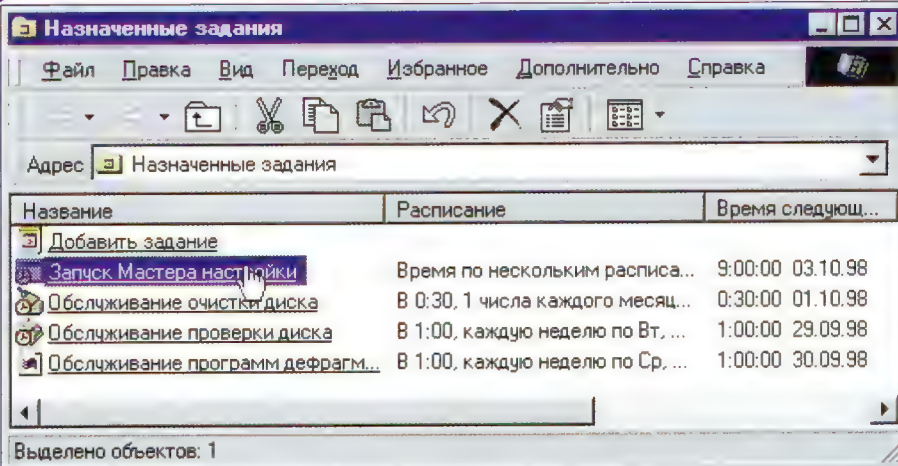 Назначенные задания
Файл Правка Вид Переход Избранное Дополнительно Справка
Адрес Назначенные задания
Название Расписание Время следующ...
Добавить задание
Запуск Мастера настройки Время по нескольким расписа... 9:00:00 03.10.98
Обслуживание очистки диска В 0:30, 1 числа каждого месяц... 0:30:00 01.10.98
Обслуживание проверки диска В 1:00, каждую неделю по Вт, ... 1:00:00 29.09.98
Обслуживание программ дефрагм... В 1:00, каждую неделю по Ср, ... 1:00:00 30.09.98
Выделено объектов: 1